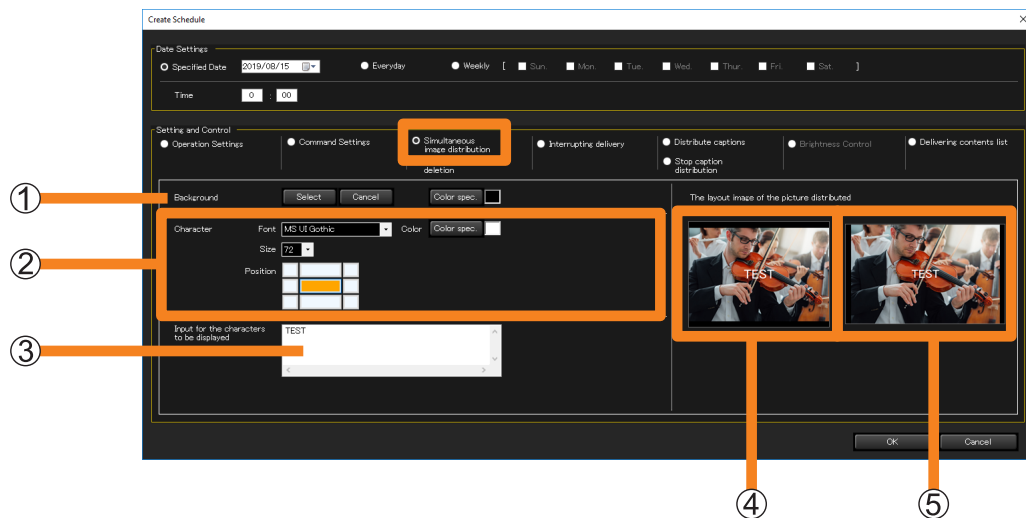 Create Schedule
Date Settings
Specified Date 2019/08/15 Everyday Weekly [ Sun. Mon. Tue. Wed. Thur. Fri. Sat. ]
Time 0 : 00
Setting and Control
Operation Settings Command Settings Simultaneous image distribution Interrupting delivery Distribute captions Brightness Control Delivering contents list
deletion Stop caption distribution
① Background Select Cancel Color spec. The layout image of the picture distributed
② Character Font MS UI Gothic Color Color spec.
Size 72
Position
TEST TEST
Input for the characters to be displayed
③ TEST
OK Cancel
④ ⑤